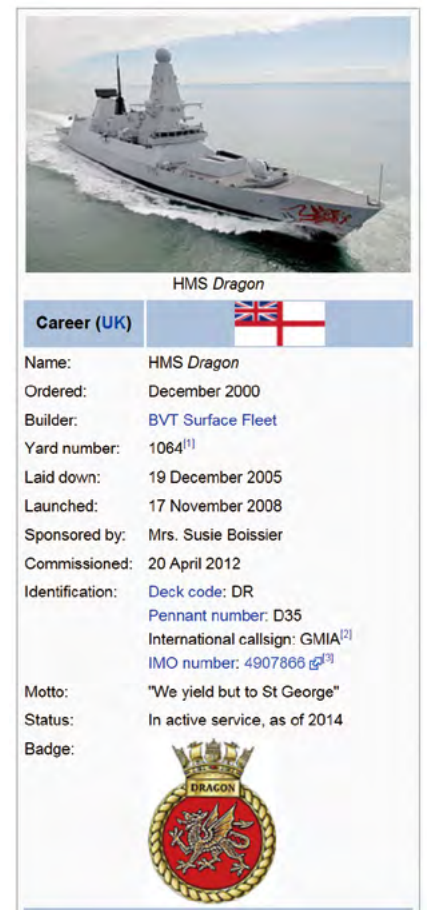 HMS Dragon
Career (UK)
Name: HMS Dragon
Ordered: December 2000
Builder: BVT Surface Fleet
Yard number: 1064[1]
Laid down: 19 December 2005
Launched: 17 November 2008
Sponsored by: Mrs. Susie Boissier
Commissioned: 20 April 2012
Identification: Deck code: DR
Pennant number: D35
International callsign: GMIA[2]
IMO number: 4907866 [3]
Motto: "We yield but to St George"
Status: In active service, as of 2014
Badge:
DRAGON